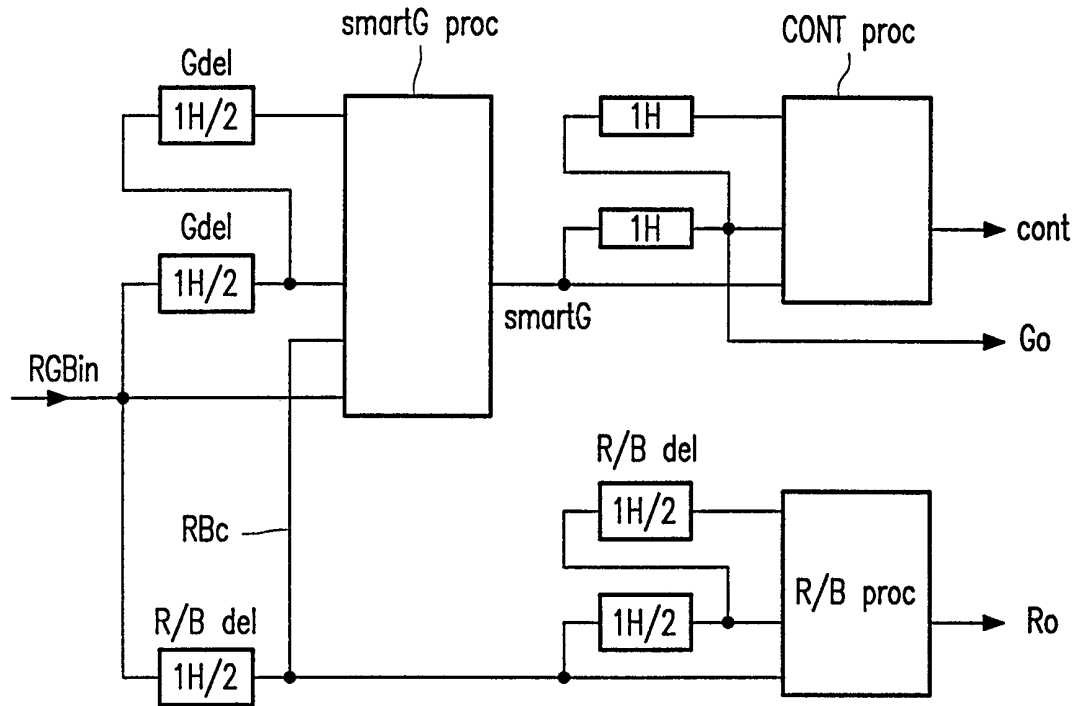 smartG proc
CONT proc
Gdel
1H/2
1H
Gdel
1H/2
1H
cont
smartG
Go
RGBin
R/B del
1H/2
RBc
R/B proc
1H/2
Ro
R/B del
1H/2